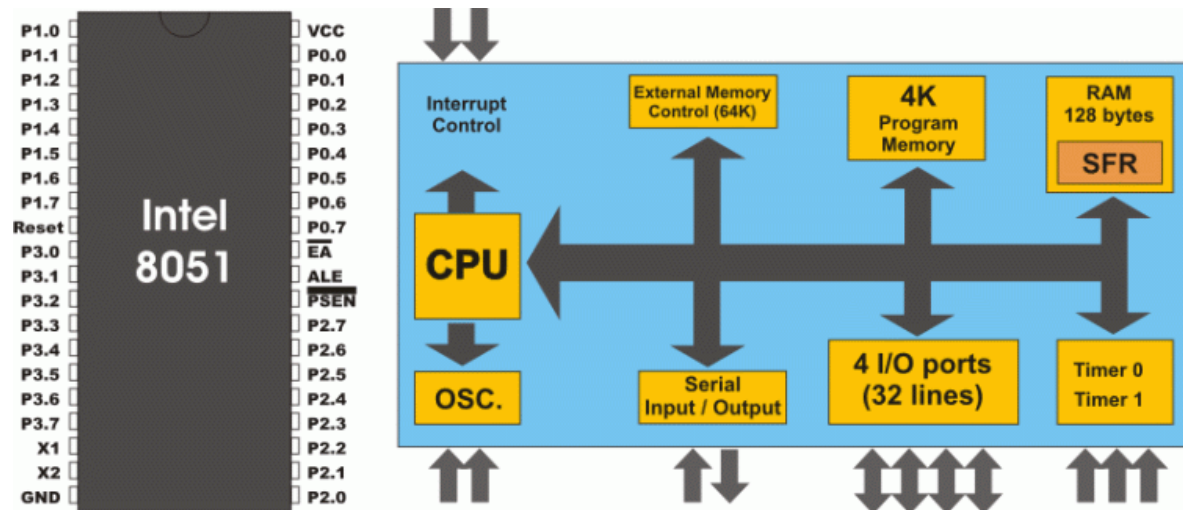 P1.0
P1.1
P1.2
P1.3
P1.4
P1.5
P1.6
P1.7
Reset
P3.0
P3.1
P3.2
P3.3
P3.4
P3.5
P3.6
P3.7
X1
X2
GND
Intel
8051
VCC
P0.0
P0.1
P0.2
P0.3
P0.4
P0.5
P0.6
P0.7
EA
ALE
PSEN
P2.7
P2.6
P2.5
P2.4
P2.3
P2.2
P2.1
P2.0
Interrupt
Control
External Memory
Control (64K)
4K
Program
Memory
RAM
128 bytes
SFR
CPU
OSC.
Serial
Input / Output
4 I/O ports
(32 lines)
Timer 0
Timer 1